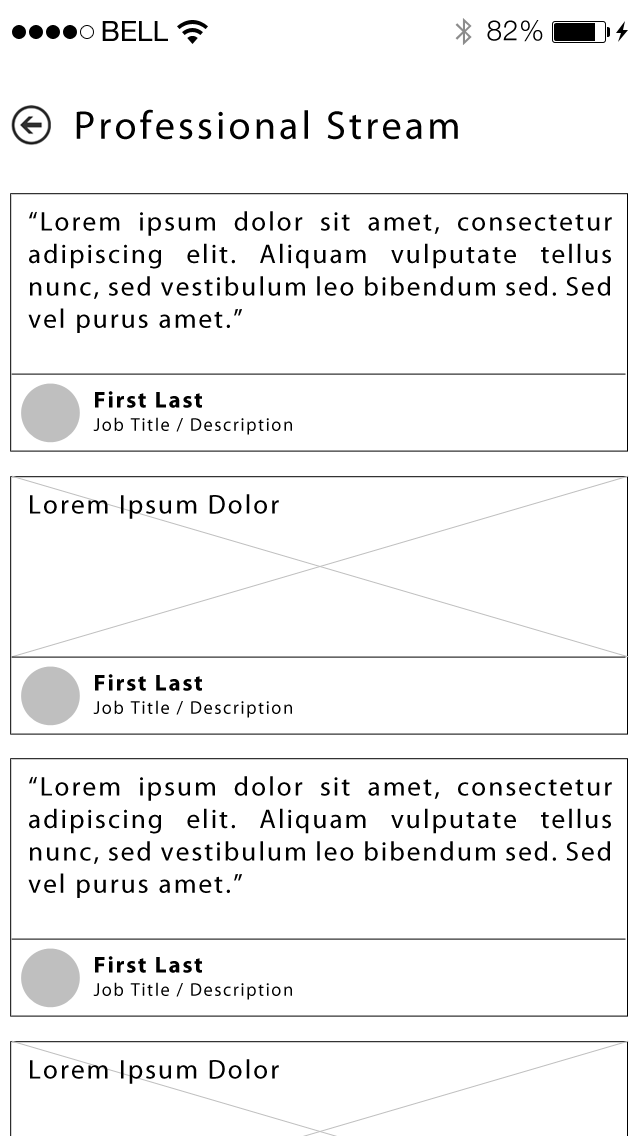 BELL 82%
Professional Stream
“Lorem ipsum dolor sit amet, consectetur
adipiscing elit. Aliquam vulputate tellus
nunc, sed vestibulum leo bibendum sed. Sed
vel purus amet.”
First Last
Job Title / Description
Lorem Ipsum Dolor
First Last
Job Title / Description
“Lorem ipsum dolor sit amet, consectetur
adipiscing elit. Aliquam vulputate tellus
nunc, sed vestibulum leo bibendum sed. Sed
vel purus amet.”
First Last
Job Title / Description
Lorem Ipsum Dolor